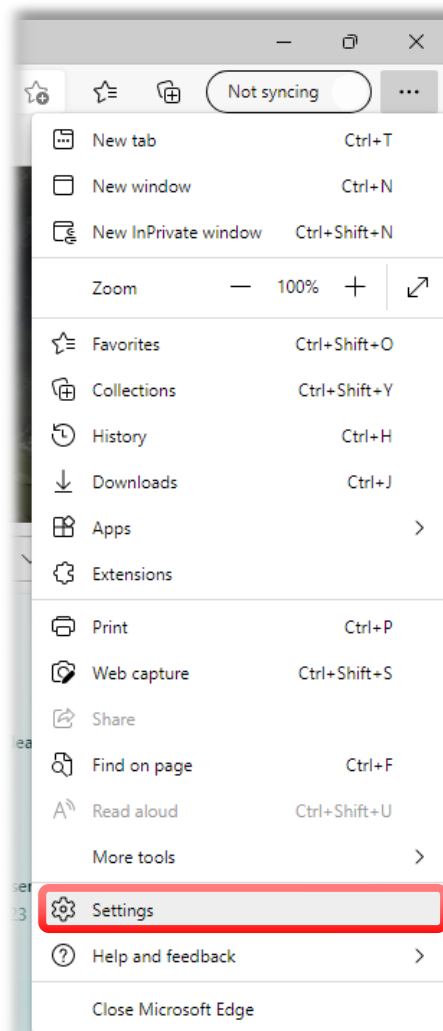 Not syncing
New tab Ctrl+T
New window Ctrl+N
New InPrivate window Ctrl+Shift+N
Zoom 100%
Favorites Ctrl+Shift+O
Collections Ctrl+Shift+Y
History Ctrl+H
Downloads Ctrl+J
Apps
Extensions
Print Ctrl+P
Web capture Ctrl+Shift+S
Share
Find on page Ctrl+F
Read aloud Ctrl+Shift+U
More tools
Settings
Help and feedback
Close Microsoft Edge